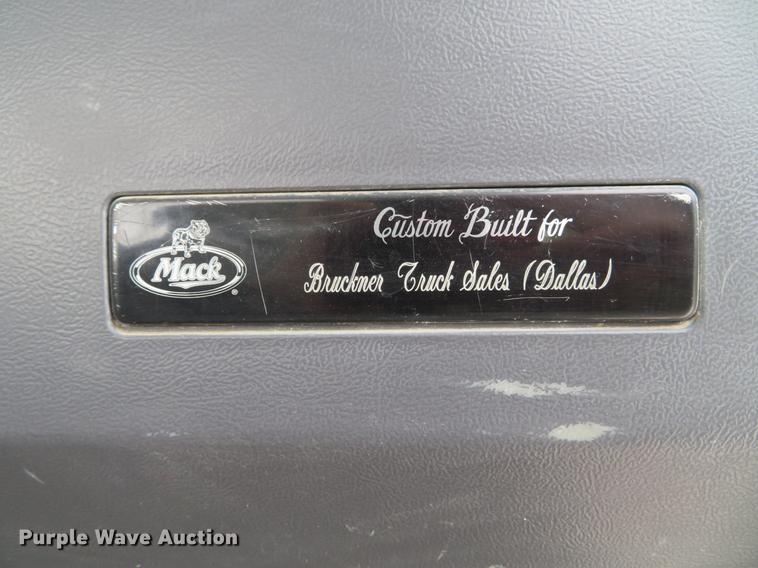 Custom Built for
Mack
Bruckner Truck Sales (Dallas)
Purple Wave Auction